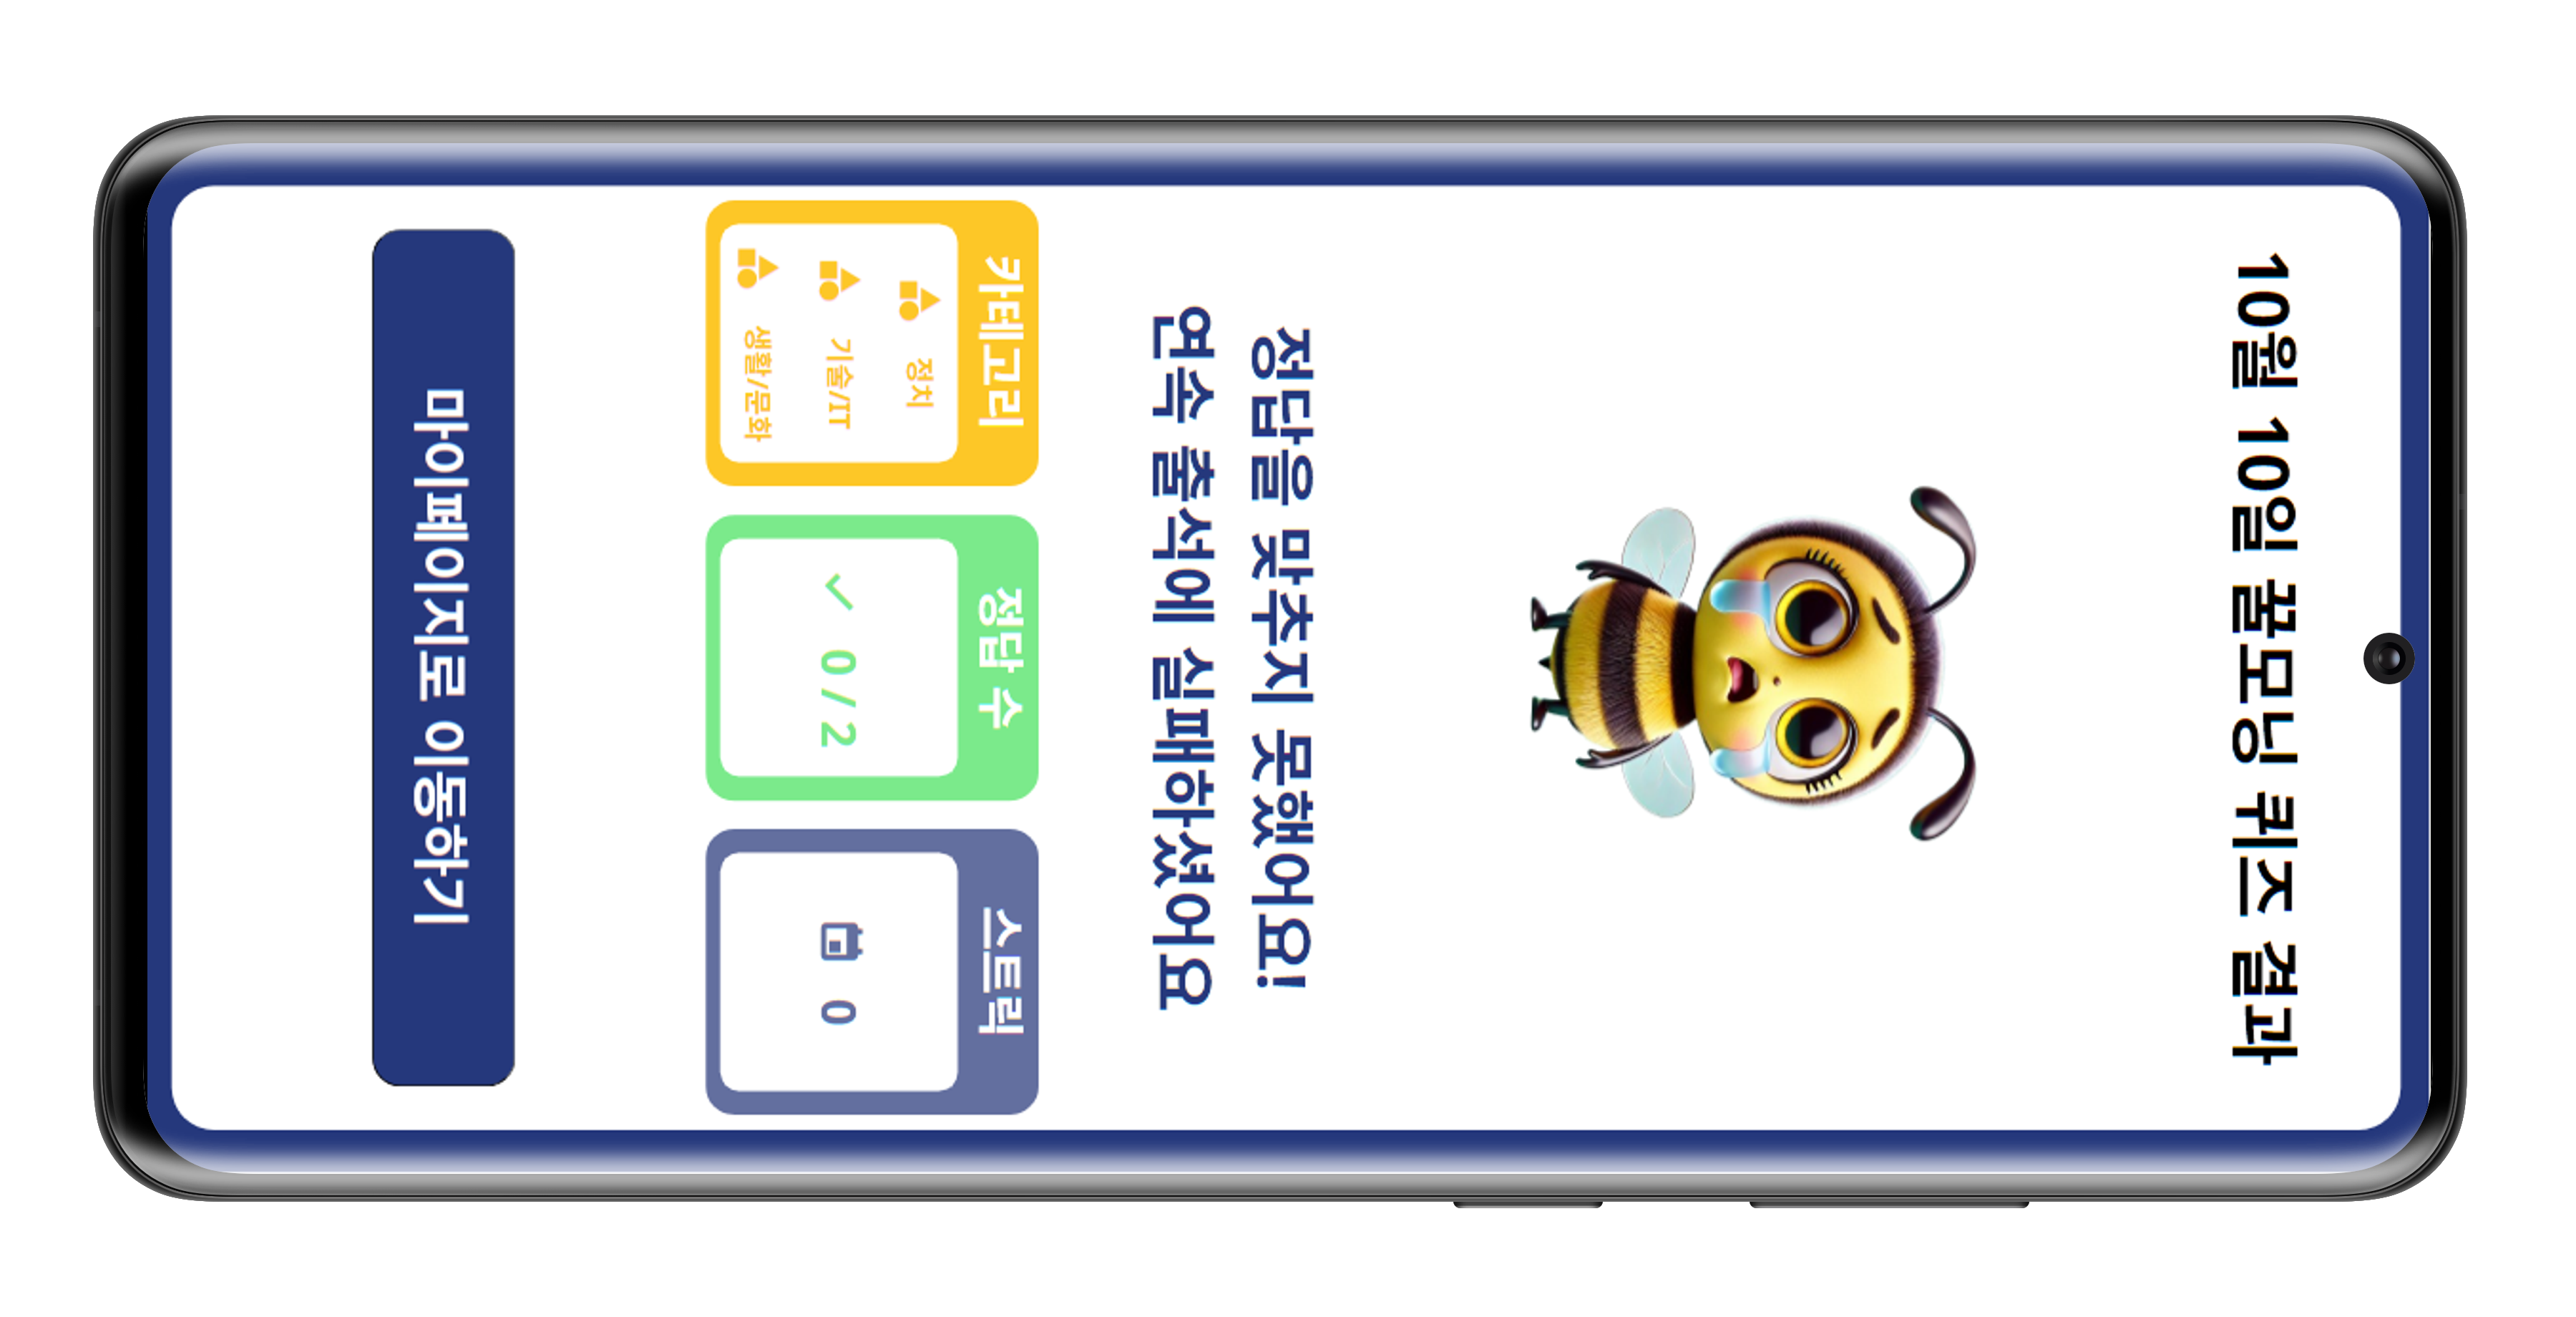 10월 10일 꿀모닝 퀴즈 결과
정답을 맞추지 못했어요!
연속 출석에 실패하셨어요
카테고리
정치
기술/IT
생활/문화
정답 수
0 / 2
스트릭
0
마이페이지로 이동하기